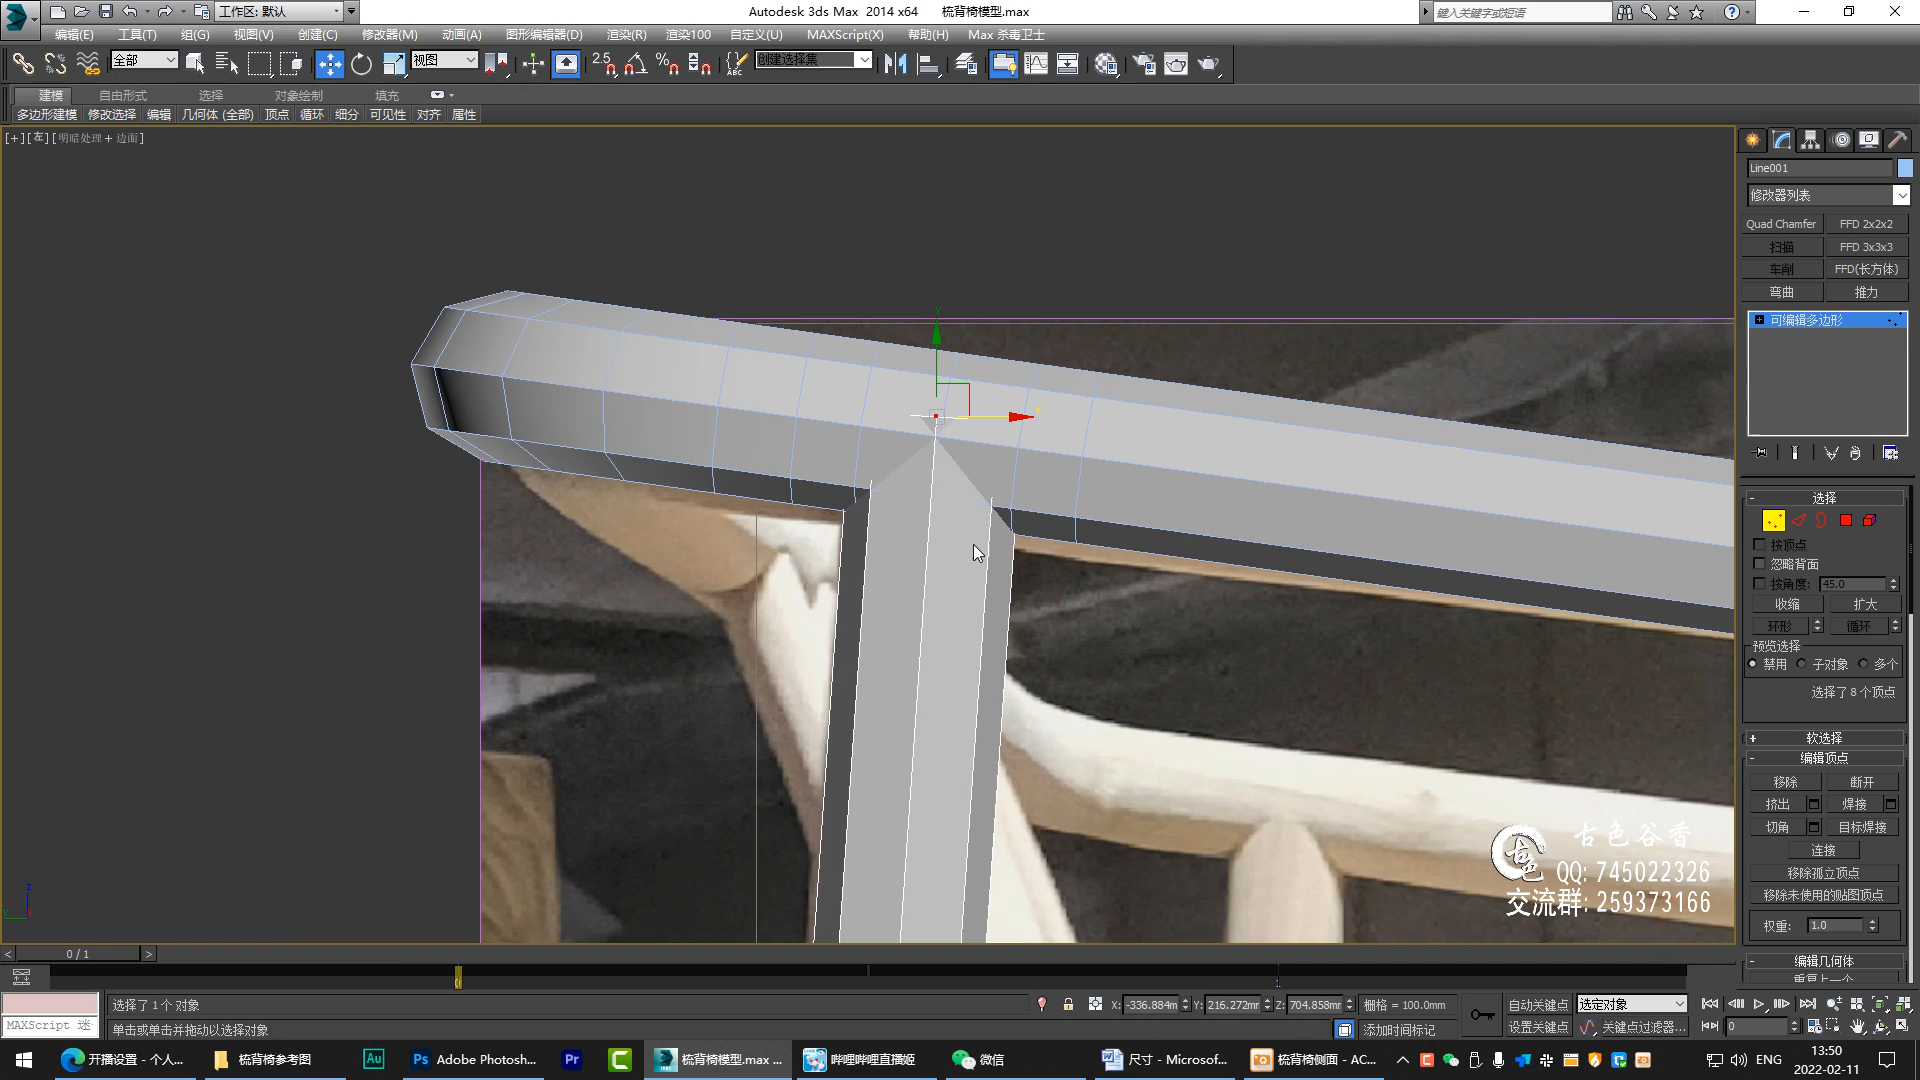 工作区: 默认
Autodesk 3ds Max  2014 x64    梳背椅模型.max
键入关键字或短语
编辑(E) 工具(T) 组(G) 视图(V) 创建(C) 修改器(M) 动画(A) 图形编辑器(D) 渲染(R) 渲染100 自定义(U) MAXScript(X) 帮助(H) Max 杀毒卫士
全部 视图 2.5 创建选择集
建模 自由形式 选择 对象绘制 填充
多边形建模 修改选择 编辑 几何体 (全部) 顶点 循环 细分 可见性 对齐 属性
[+][左][明暗处理 + 边面]
Line001
修改器列表
Quad Chamfer FFD 2x2x2
扫描 FFD 3x3x3
车削 FFD(长方体)
弯曲 推力
可编辑多边形
选择
按顶点
忽略背面
按角度: 45.0
收缩 扩大
环形 循环
预览选择
禁用 子对象 多个
选择了 8 个顶点
软选择
编辑顶点
移除 断开
挤出 焊接
切角 目标焊接
连接
移除孤立顶点
移除未使用的贴图顶点
权重: 1.0
编辑几何体
重复上一个
古色谷香
QQ: 745022326
交流群: 259373166
0 / 1
选择了 1 个 对象
X: -336.884m Y: 216.272mm Z: 704.858mm 栅格 = 100.0mm
自动关键点 选定对象
MAXScript 迷
单击或单击并拖动以选择对象
添加时间标记
设置关键点 关键点过滤器... 0
开播设置 - 个人... 梳背椅参考图 Au Ps Adobe Photosh... Pr C 梳背椅模型.max ... 哔哩哔哩直播姬 微信 尺寸 - Microsof... 梳背椅侧面 - AC... ENG
13:50
2022-02-11